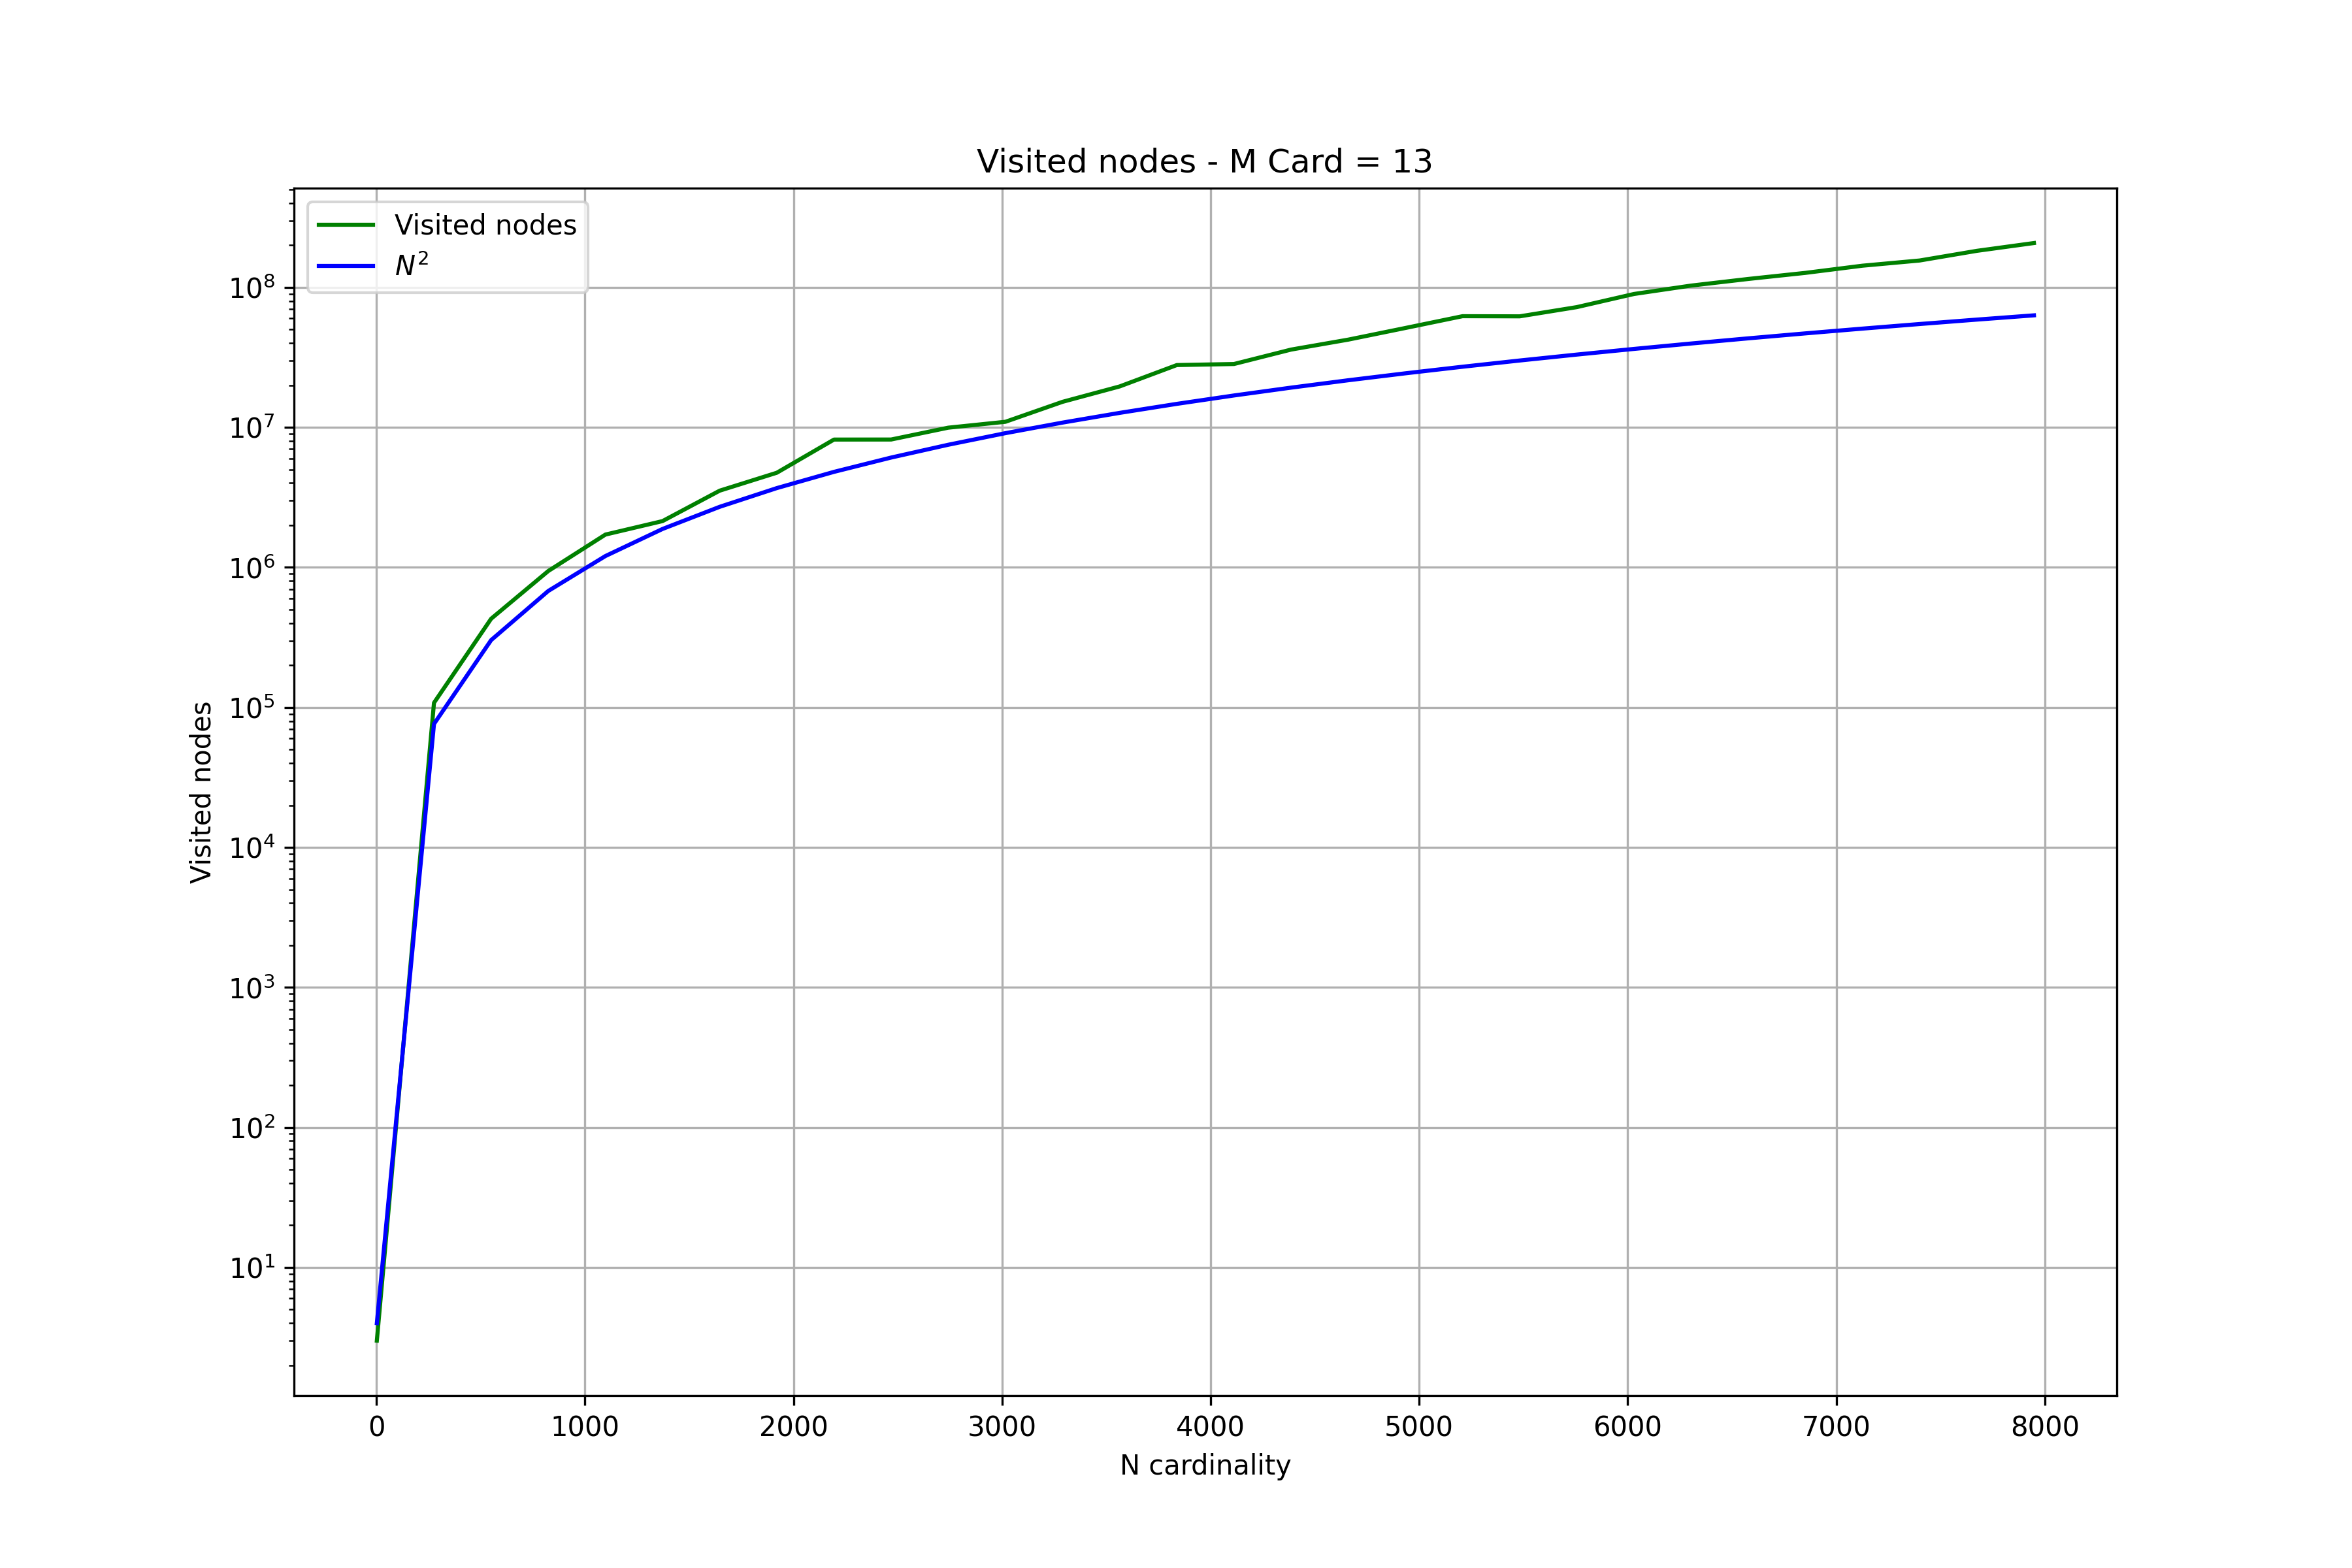 Visited nodes - M Card = 13
Visited nodes
N²
10⁸
10⁷
10⁶
10⁵
10⁴
10³
10²
10¹
Visited nodes
0 1000 2000 3000 4000 5000 6000 7000 8000
N cardinality